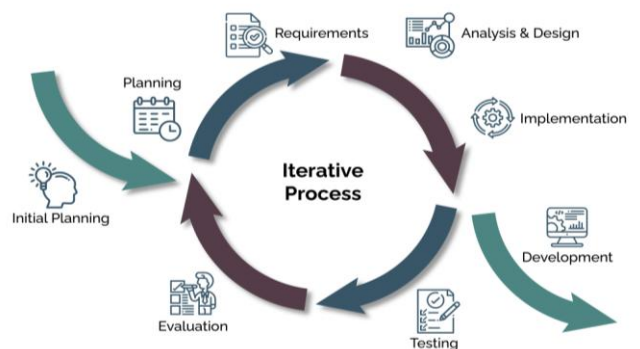 Requirements
Analysis & Design
Planning
Implementation
Iterative
Process
Initial Planning
Development
Evaluation
Testing